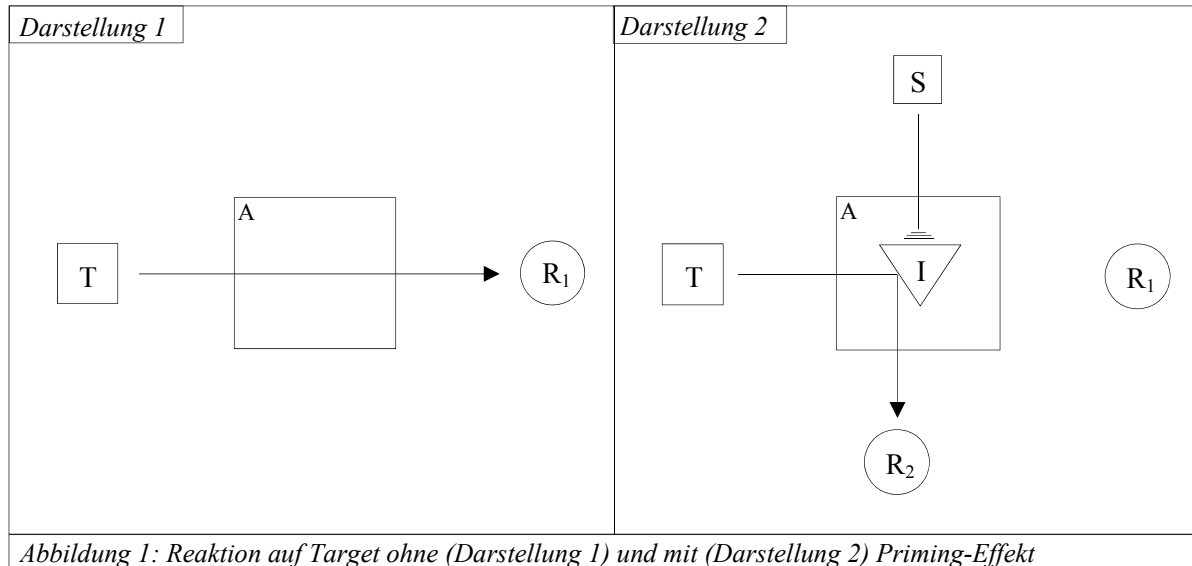 Darstellung 1
A
T
R1
Darstellung 2
S
A
T
I
R1
R2
Abbildung 1: Reaktion auf Target ohne (Darstellung 1) und mit (Darstellung 2) Priming-Effekt